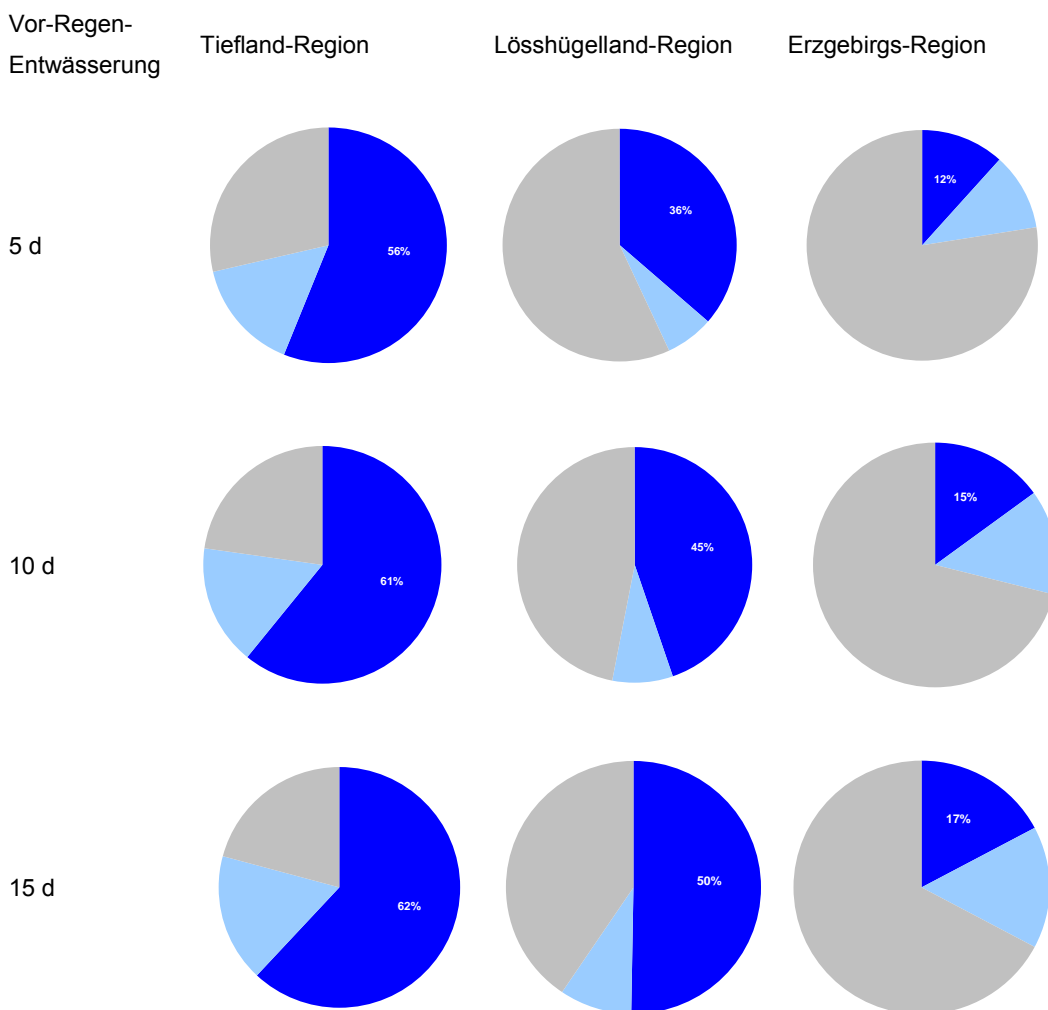 Vor-Regen-
Entwässerung
Tiefland-Region
Lösshügelland-Region
Erzgebirgs-Region
5 d
56%
36%
12%
10 d
61%
45%
15%
15 d
62%
50%
17%